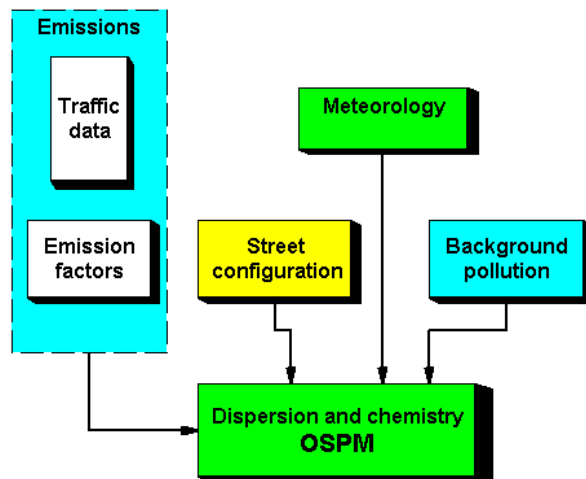 Emissions
Traffic
data
Meteorology
Emission
factors
Street
configuration
Background
pollution
Dispersion and chemistry
OSPM